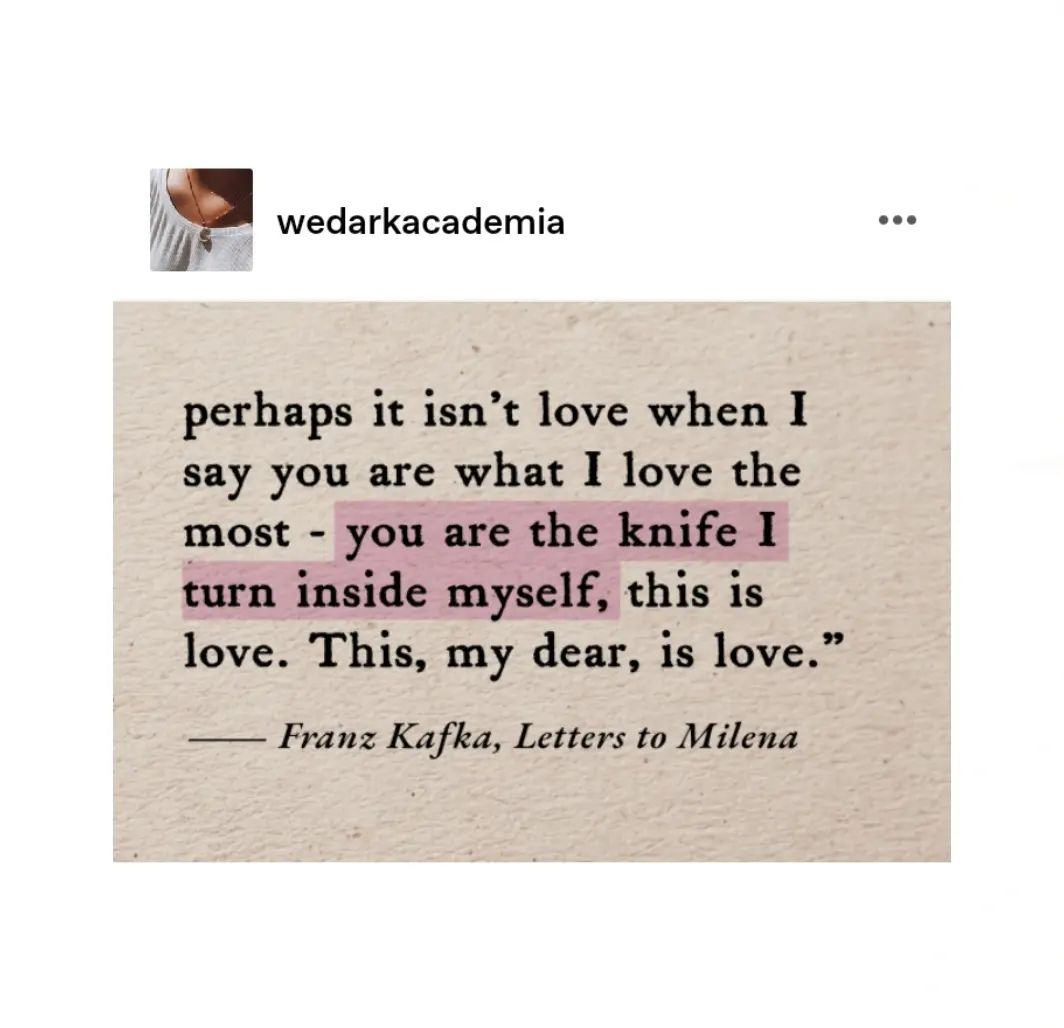 wedarkacademia
perhaps it isn't love when I
say you are what I love the
most - you are the knife I
turn inside myself, this is
love. This, my dear, is love.”
—— Franz Kafka, Letters to Milena